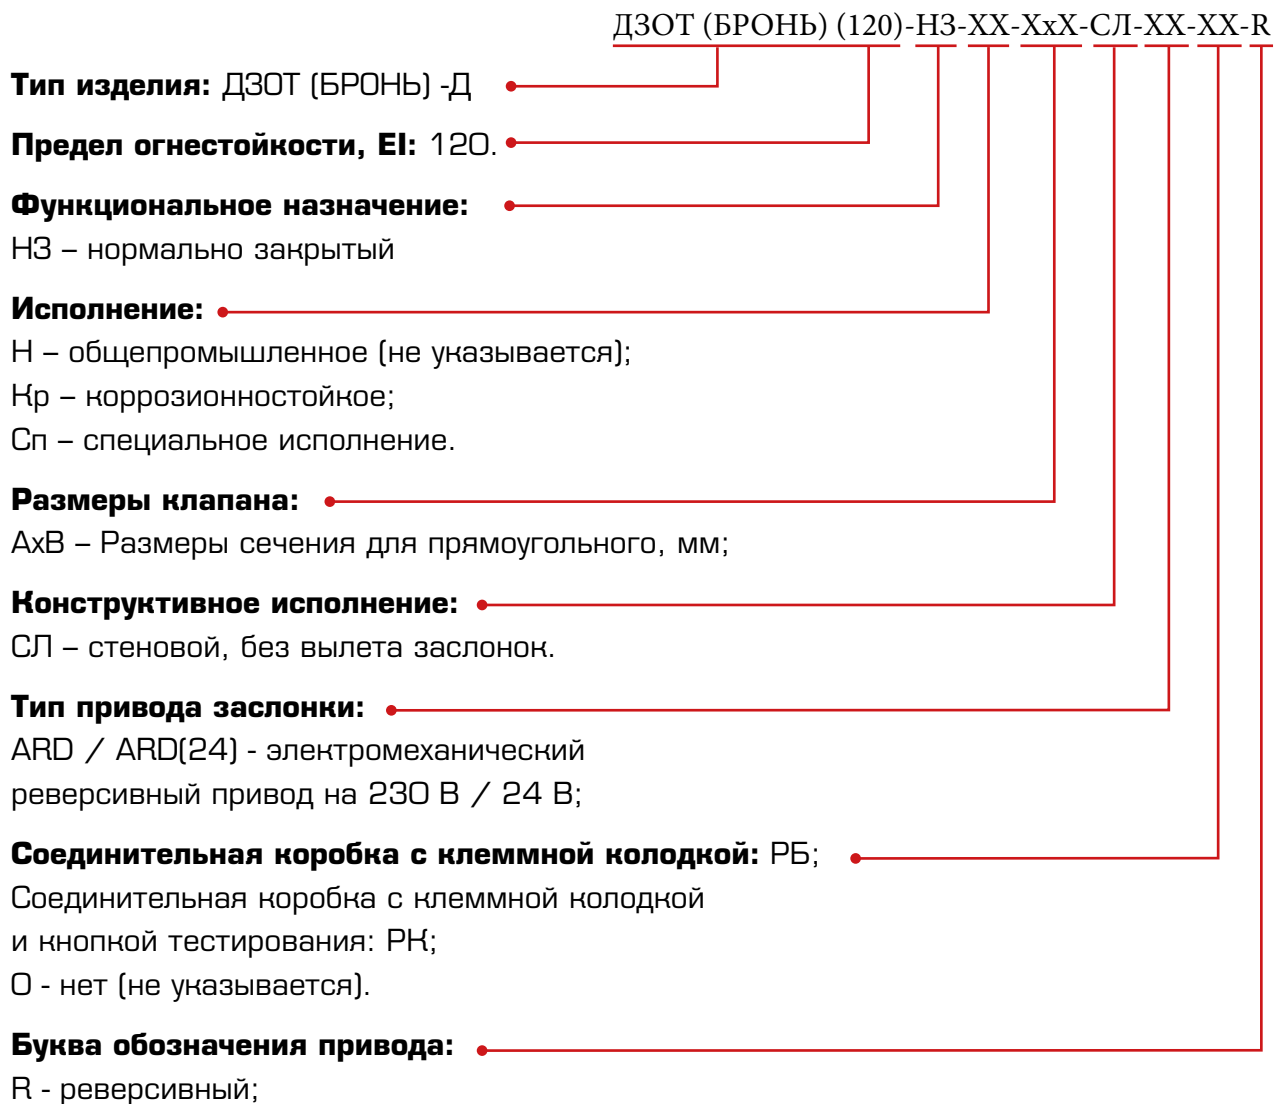 ДЗОТ (БРОНЬ) (120)-НЗ-ХХ-ХхХ-СЛ-ХХ-ХХ-R
Тип изделия: ДЗОТ (БРОНЬ) -Д
Предел огнестойкости, EI: 120.
Функциональное назначение:
НЗ – нормально закрытый
Исполнение:
Н – общепромышленное (не указывается);
Кр – коррозионностойкое;
Сп – специальное исполнение.
Размеры клапана:
АхВ – Размеры сечения для прямоугольного, мм;
Конструктивное исполнение:
СЛ – стеновой, без вылета заслонок.
Тип привода заслонки:
ARD / ARD(24) - электромеханический
реверсивный привод на 230 В / 24 В;
Соединительная коробка с клеммной колодкой: РБ;
Соединительная коробка с клеммной колодкой
и кнопкой тестирования: РК;
О - нет (не указывается).
Буква обозначения привода:
R - реверсивный;